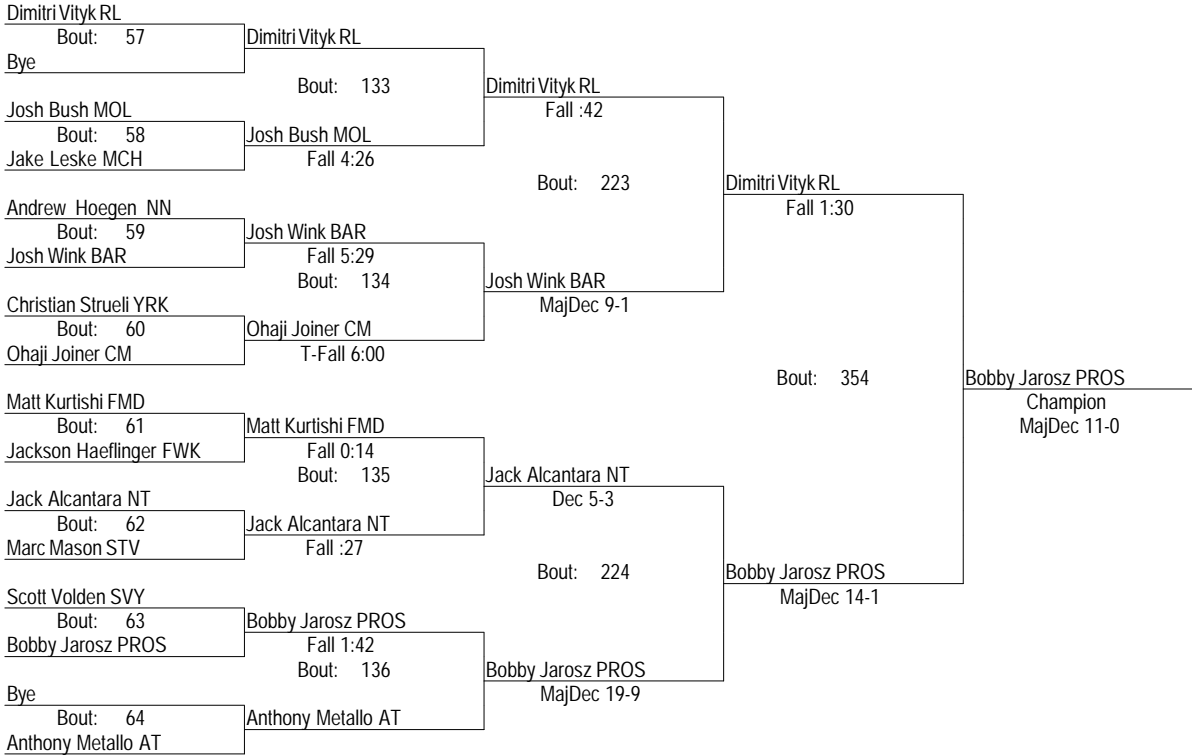 Dimitri Vityk RL
Bout: 57
Dimitri Vityk RL
Bye
Bout: 133
Dimitri Vityk RL
Josh Bush MOL
Fall :42
Bout: 58
Josh Bush MOL
Jake Leske MCH
Fall 4:26
Bout: 223
Dimitri Vityk RL
Andrew Hoegen NN
Fall 1:30
Bout: 59
Josh Wink BAR
Josh Wink BAR
Fall 5:29
Bout: 134
Josh Wink BAR
Christian Strueli YRK
MajDec 9-1
Bout: 60
Ohaji Joiner CM
Ohaji Joiner CM
T-Fall 6:00
Bout: 354
Bobby Jarosz PROS
Matt Kurtishi FMD
Champion
Bout: 61
Matt Kurtishi FMD
MajDec 11-0
Jackson Haeflinger FWK
Fall 0:14
Bout: 135
Jack Alcantara NT
Jack Alcantara NT
Dec 5-3
Bout: 62
Jack Alcantara NT
Marc Mason STV
Fall :27
Bout: 224
Bobby Jarosz PROS
Scott Volden SVY
MajDec 14-1
Bout: 63
Bobby Jarosz PROS
Bobby Jarosz PROS
Fall 1:42
Bout: 136
Bobby Jarosz PROS
Bye
MajDec 19-9
Bout: 64
Anthony Metallo AT
Anthony Metallo AT